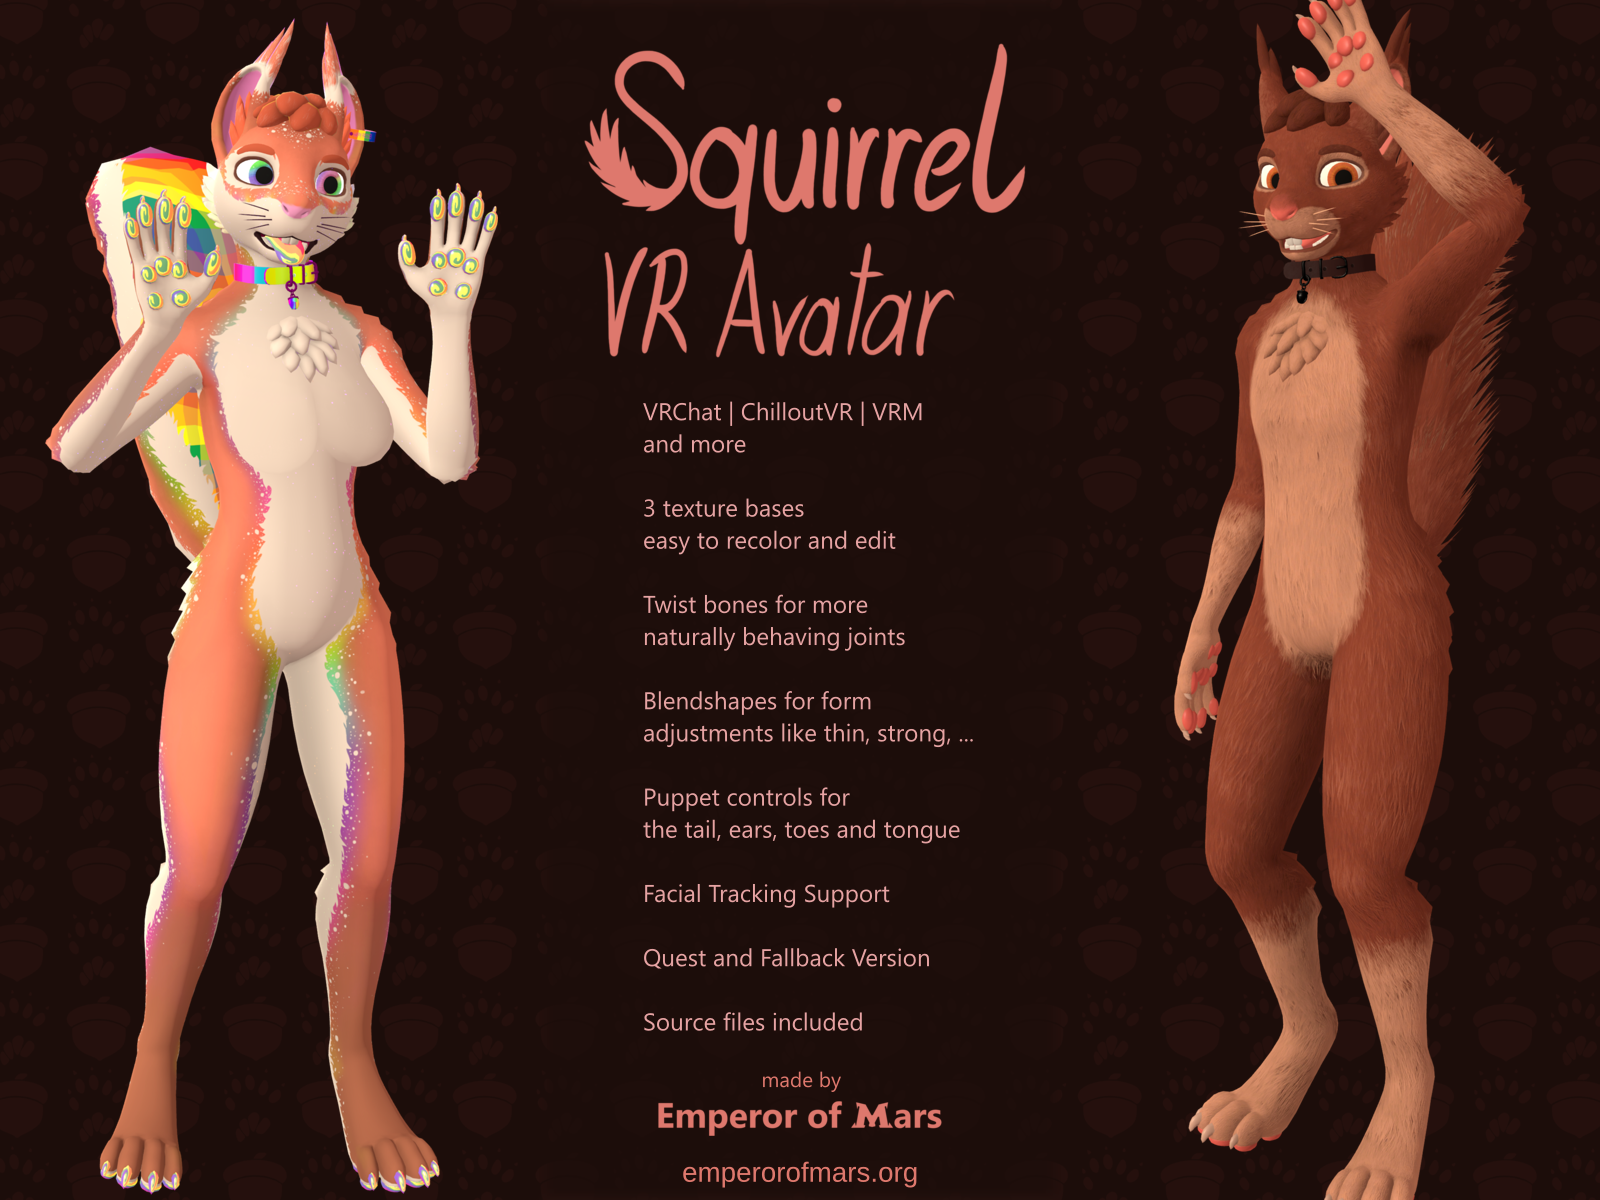 Squirrel
VR Avatar
VRChat | ChilloutVR | VRM
and more
3 texture bases
easy to recolor and edit
Twist bones for more
naturally behaving joints
Blendshapes for form
adjustments like thin, strong, ...
Puppet controls for
the tail, ears, toes and tongue
Facial Tracking Support
Quest and Fallback Version
Source files included
made by
Emperor of Mars
emperorofmars.org